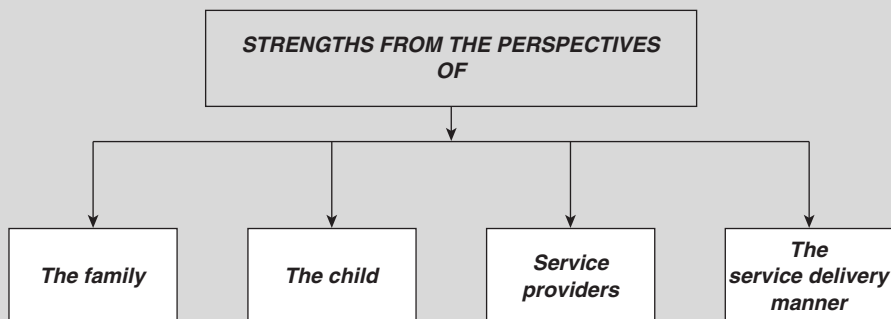 STRENGTHS FROM THE PERSPECTIVES
OF
The family
The child
Service
providers
The
service delivery
manner